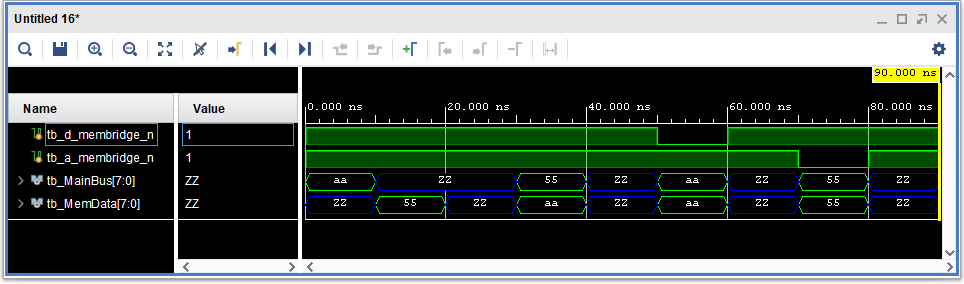 Untitled 16*
90.000 ns
Name Value
0.000 ns 20.000 ns 40.000 ns 60.000 ns 80.000 ns
tb_d_membridge_n 1
tb_a_membridge_n 1
tb_MainBus[7:0] ZZ aa ZZ 55 ZZ aa ZZ 55 ZZ
tb_MemData[7:0] ZZ ZZ 55 ZZ aa ZZ aa ZZ 55 ZZ